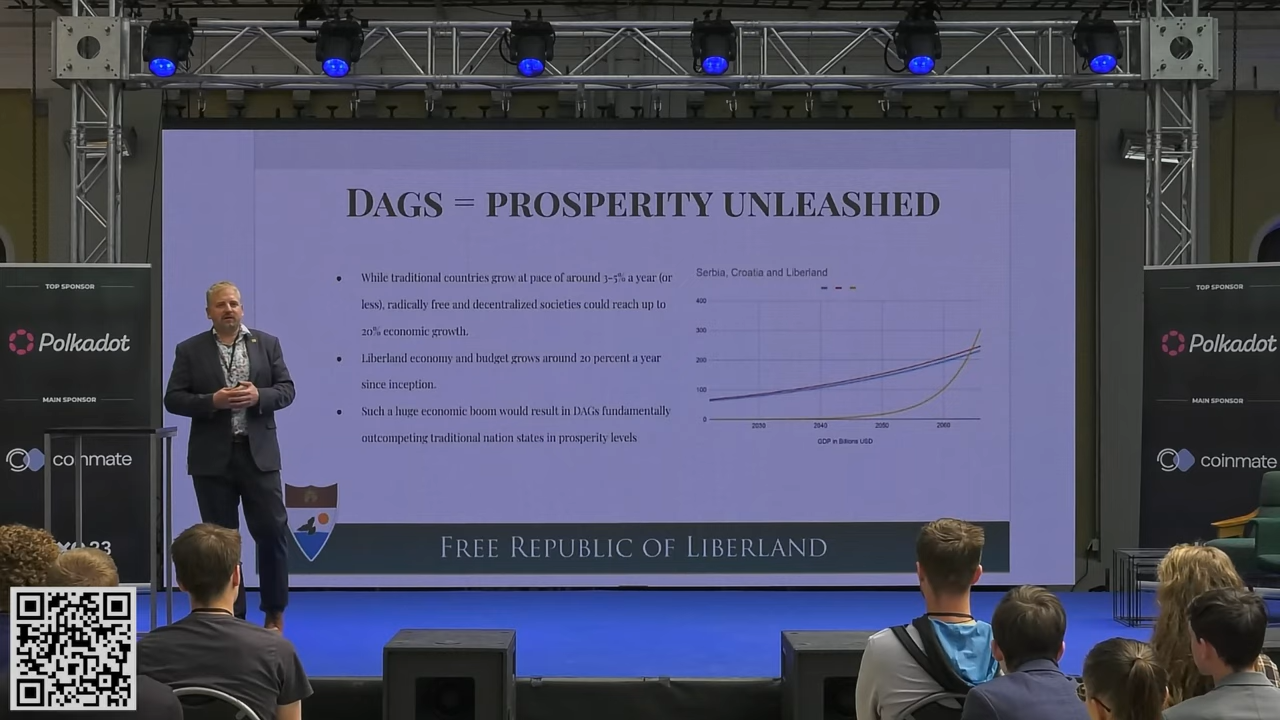 DAGS = PROSPERITY UNLEASHED
While traditional countries grow at pace of around 3-5% a year (or
less), radically free and decentralized societies could reach up to
20% economic growth.
Liberland economy and budget grows around 20 percent a year
since inception.
Such a huge economic boom would result in DAGs fundamentally
outcompeting traditional nation states in prosperity levels
Serbia, Croatia and Liberland
400
300
200
100
0
2030
2040
2050
2060
GDP in Billions USD
FREE REPUBLIC OF LIBERLAND
TOP SPONSOR
Polkadot
MAIN SPONSOR
coinmate
23
TOP SPONSOR
Polkadot
MAIN SPONSOR
coinmate